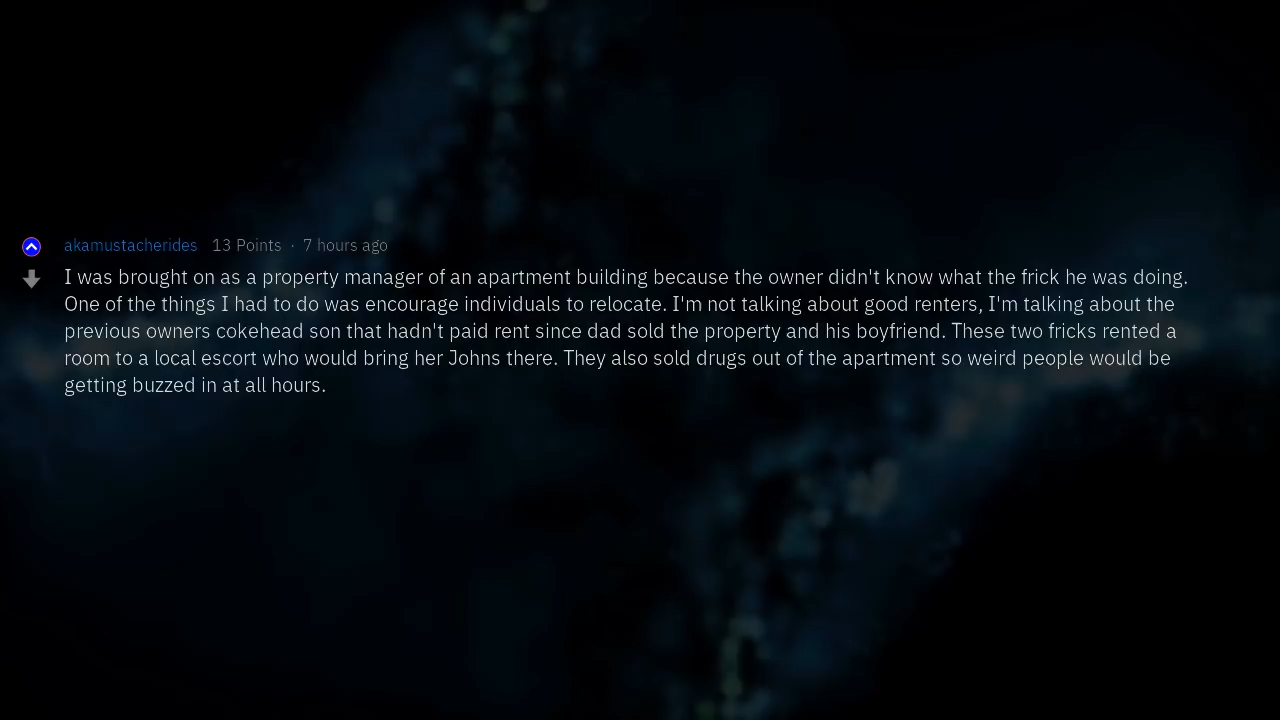 akamustacherides 13 Points · 7 hours ago
I was brought on as a property manager of an apartment building because the owner didn't know what the frick he was doing.
One of the things I had to do was encourage individuals to relocate. I'm not talking about good renters, I'm talking about the
previous owners cokehead son that hadn't paid rent since dad sold the property and his boyfriend. These two fricks rented a
room to a local escort who would bring her Johns there. They also sold drugs out of the apartment so weird people would be
getting buzzed in at all hours.